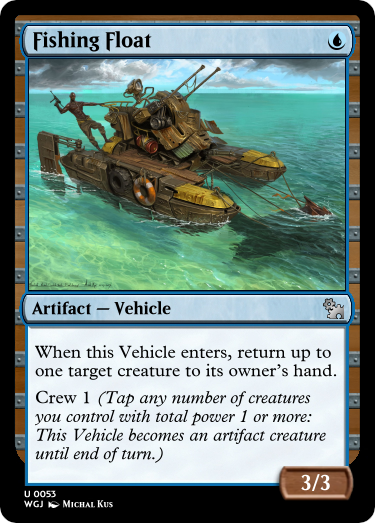 Fishing Float
Artifact — Vehicle
When this Vehicle enters, return up to
one target creature to its owner's hand.
Crew 1 (Tap any number of creatures
you control with total power 1 or more:
This Vehicle becomes an artifact creature
until end of turn.)
3/3
U 0053
WGJ Michal Kus